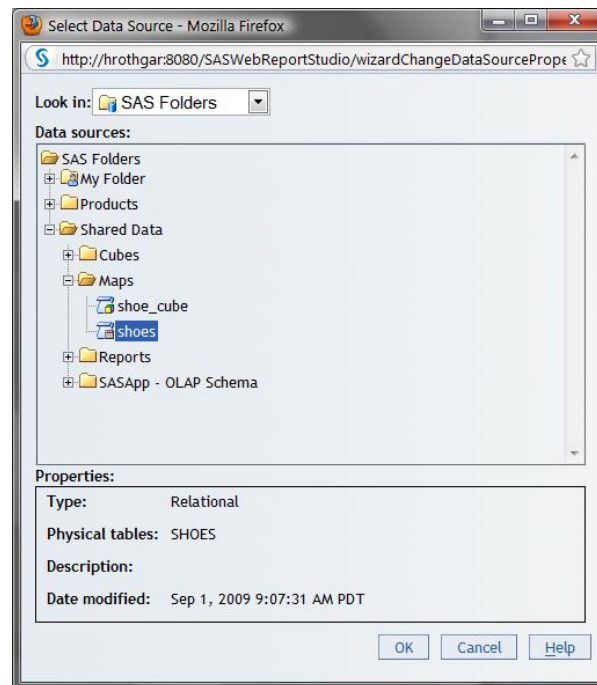 Select Data Source - Mozilla Firefox
http://hrothgar:8080/SASWebReportStudio/wizardChangeDataSourcePrope
Look in: SAS Folders
Data sources:
SAS Folders
My Folder
Products
Shared Data
Cubes
Maps
shoe_cube
shoes
Reports
SASApp - OLAP Schema
Properties:
Type: Relational
Physical tables: SHOES
Description:
Date modified: Sep 1, 2009 9:07:31 AM PDT
OK Cancel Help